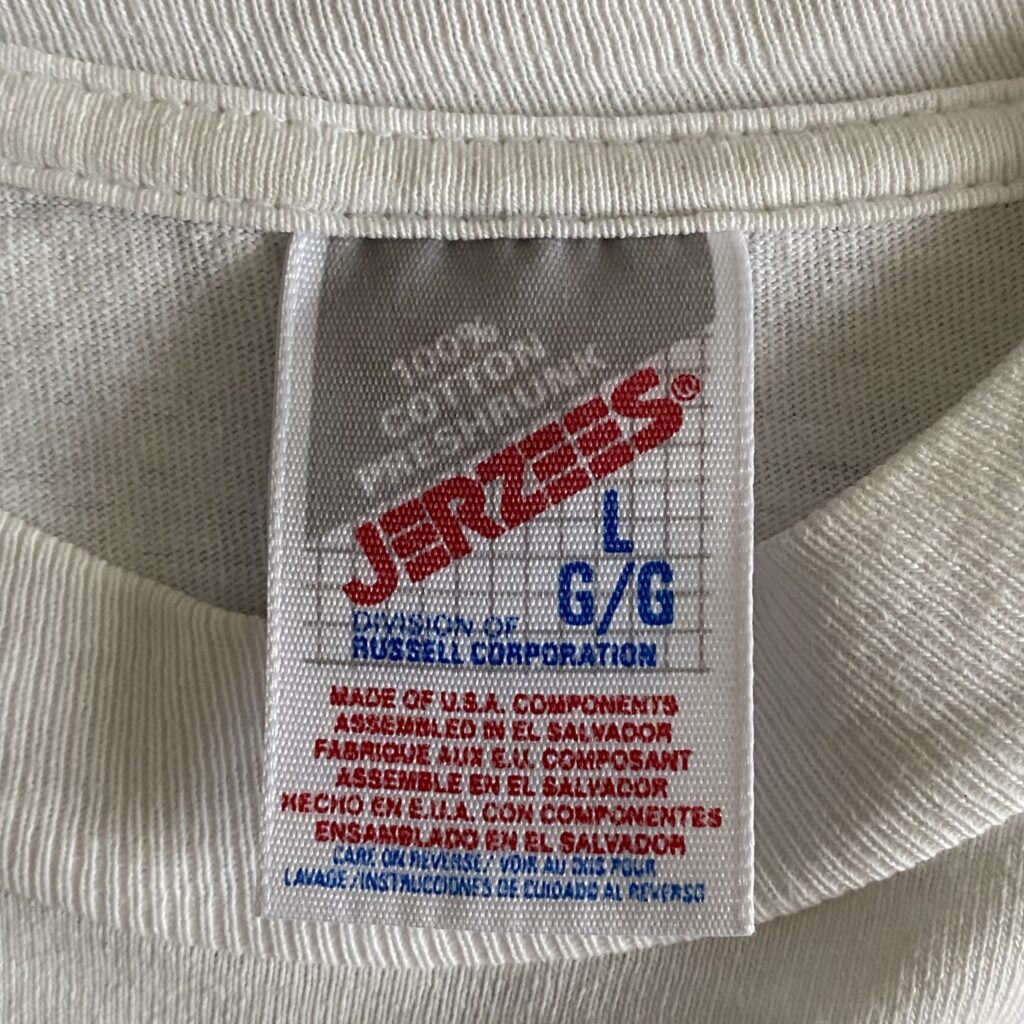 100%
COTTON
PRESHRUNK
JERZEES®
L
G/G
DIVISION OF
RUSSELL CORPORATION
MADE OF U.S.A. COMPONENTS
ASSEMBLED IN EL SALVADOR
FABRIQUE AUX E.U. COMPOSANT
ASSEMBLE EN EL SALVADOR
HECHO EN E.U.A. CON COMPONENTES
ENSAMBLADO EN EL SALVADOR
CARE ON REVERSE/ VOIR AU DOS POUR
LAVAGE/INSTRUCCIONES DE CUIDADO AL REVERSO